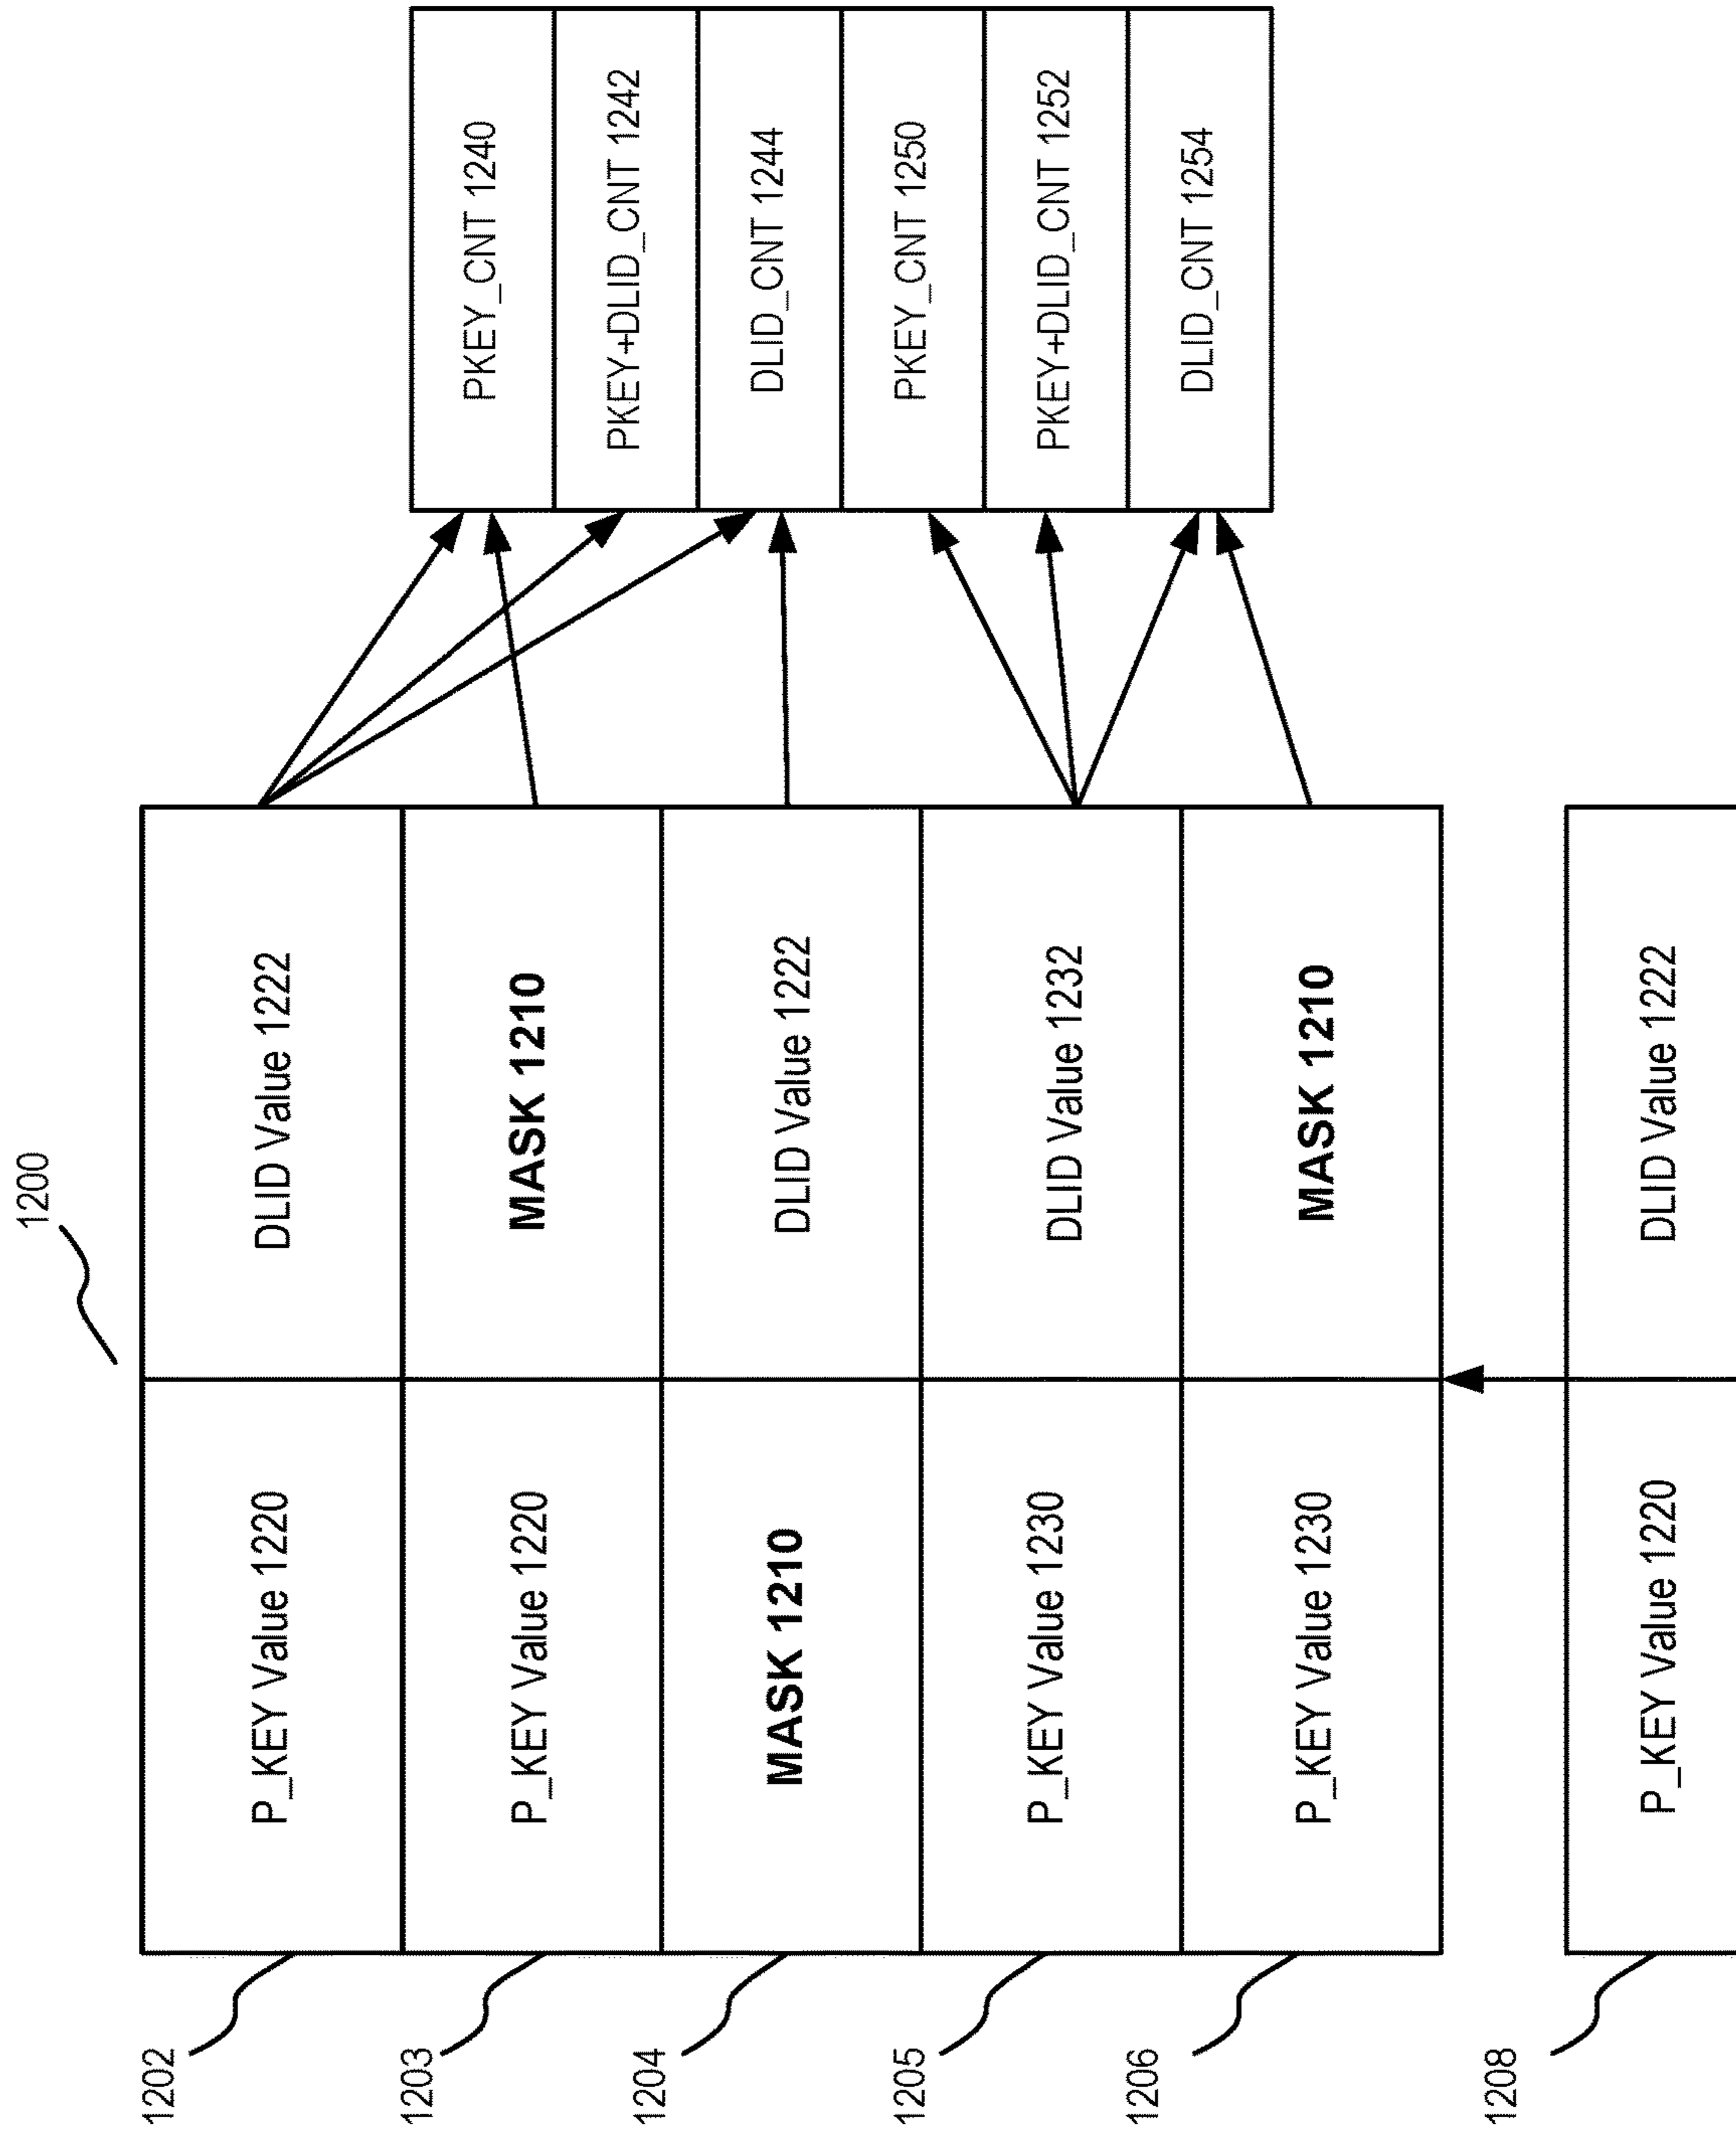 1200
1202
P_KEY Value 1220
DLID Value 1222
1203
P_KEY Value 1220
MASK 1210
1204
MASK 1210
DLID Value 1222
1205
P_KEY Value 1230
DLID Value 1232
1206
P_KEY Value 1230
MASK 1210
1208
P_KEY Value 1220
DLID Value 1222
PKEY_CNT 1240
PKEY+DLID_CNT 1242
DLID_CNT 1244
PKEY_CNT 1250
PKEY+DLID_CNT 1252
DLID_CNT 1254